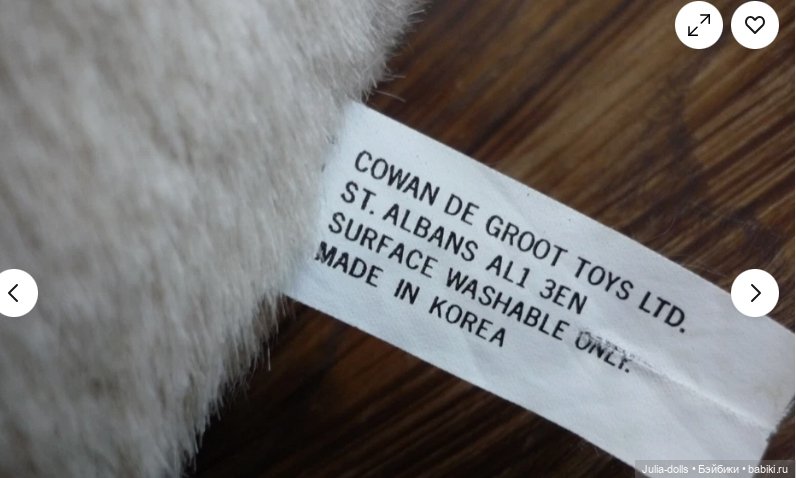 COWAN DE GROOT TOYS LTD.
ST. ALBANS AL1 3EN
SURFACE WASHABLE ONLY.
MADE IN KOREA
Julia-dolls • Бэйбики • babiki.ru